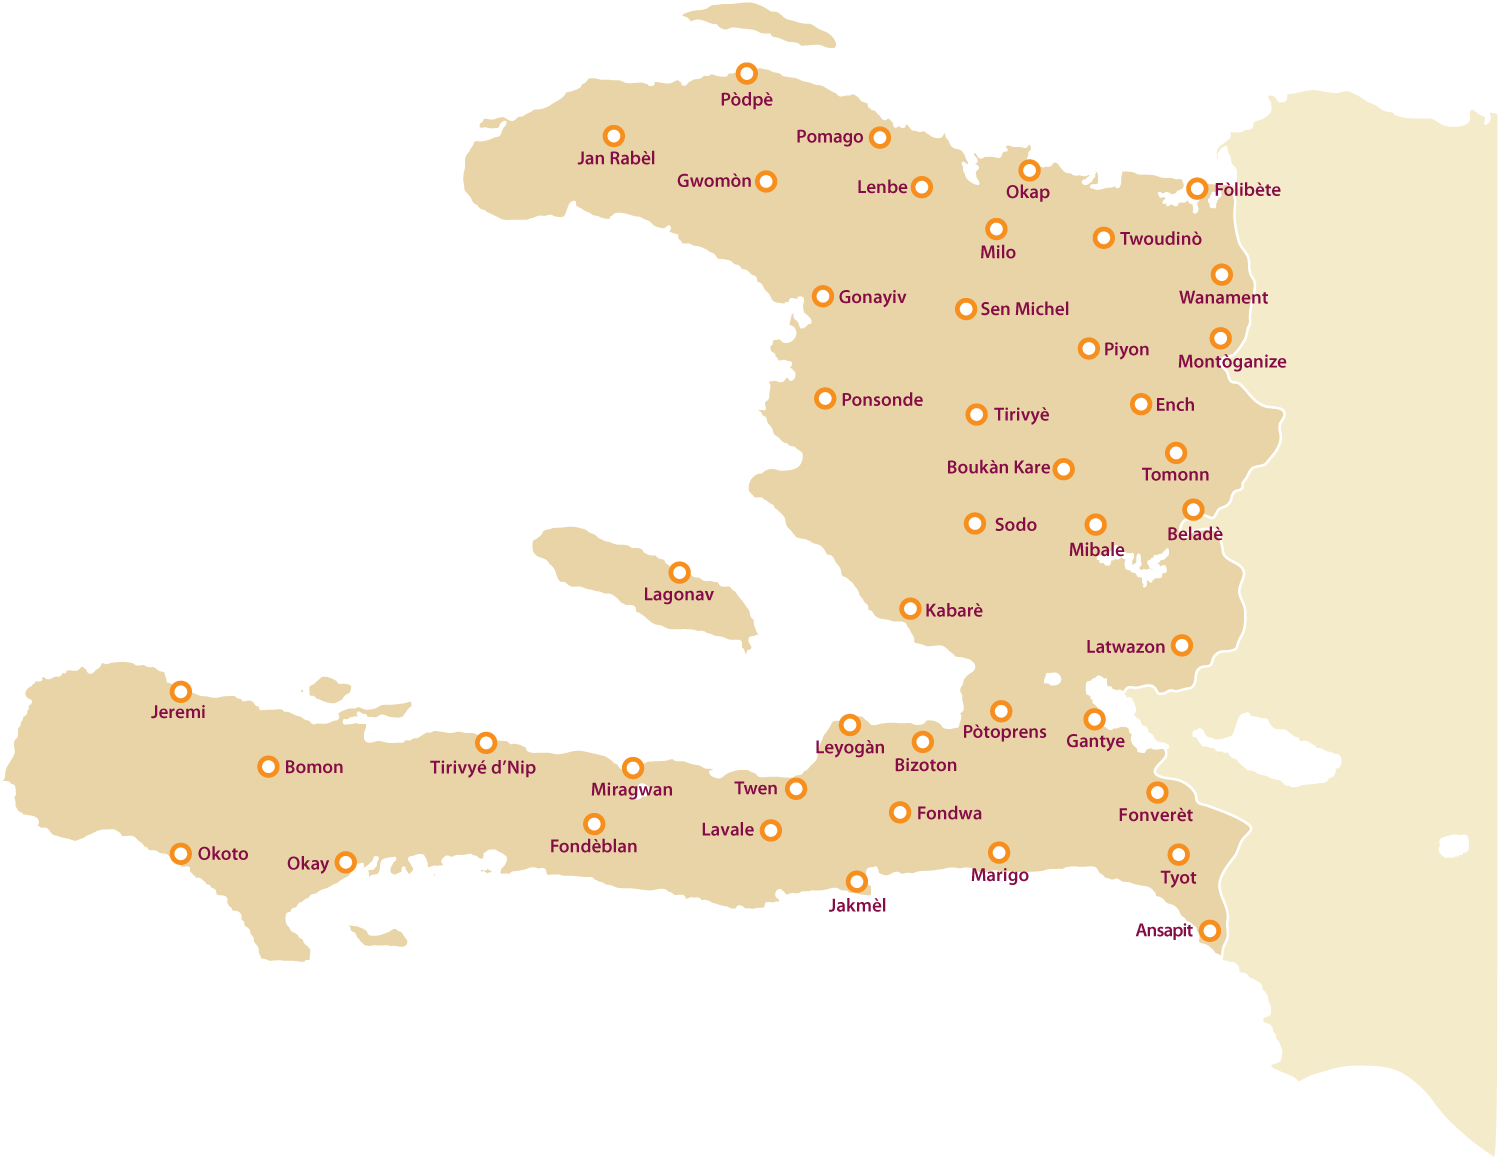 Pòdpè
Pomago
Jan Rabèl
Gwomòn
Lenbe
Okap
Fòlibète
Milo
Twoudinò
Wanament
Gonayiv
Sen Michel
Piyon
Montòganize
Ponsonde
Tirivyè
Ench
Boukàn Kare
Tomonn
Sodo
Mibale
Beladè
Lagonav
Kabarè
Latwazon
Jeremi
Leyogàn
Pòtoprens
Gantye
Bomon
Tirivyé d’Nip
Bizoton
Miragwan
Twen
Fonverèt
Fondwa
Lavale
Fondèblan
Okoto
Okay
Marigo
Tyot
Jakmèl
Ansapit